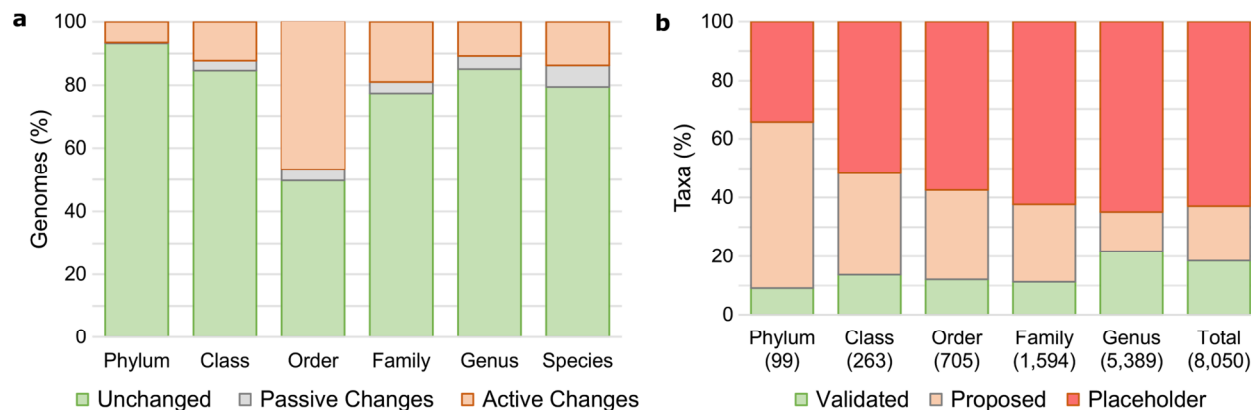 a
Genomes (%)
100
80
60
40
20
0
Phylum Class Order Family Genus Species
Unchanged Passive Changes Active Changes
b
Taxa (%)
100
80
60
40
20
0
Phylum Class Order Family Genus Total
(99) (263) (705) (1,594) (5,389) (8,050)
Validated Proposed Placeholder